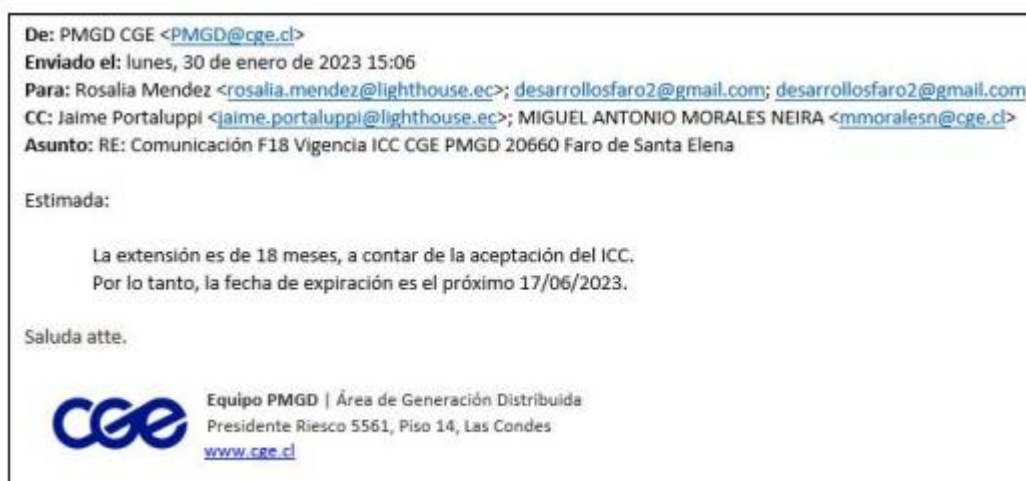 De: PMGD CGE <PMGD@cge.cl>
Enviado el: lunes, 30 de enero de 2023 15:06
Para: Rosalia Mendez <rosalia.mendez@lighthouse.ec>; desarrollosfaro2@gmail.com; desarrollosfaro2@gmail.com
CC: Jaime Portaluppi <jaime.portaluppi@lighthouse.ec>; MIGUEL ANTONIO MORALES NEIRA <mmoralesn@cge.cl>
Asunto: RE: Comunicación F18 Vigencia ICC CGE PMGD 20660 Faro de Santa Elena
Estimada:
La extensión es de 18 meses, a contar de la aceptación del ICC.
Por lo tanto, la fecha de expiración es el próximo 17/06/2023.
Saluda atte.
CGE
Equipo PMGD | Área de Generación Distribuida
Presidente Riesco 5561, Piso 14, Las Condes
www.cge.cl